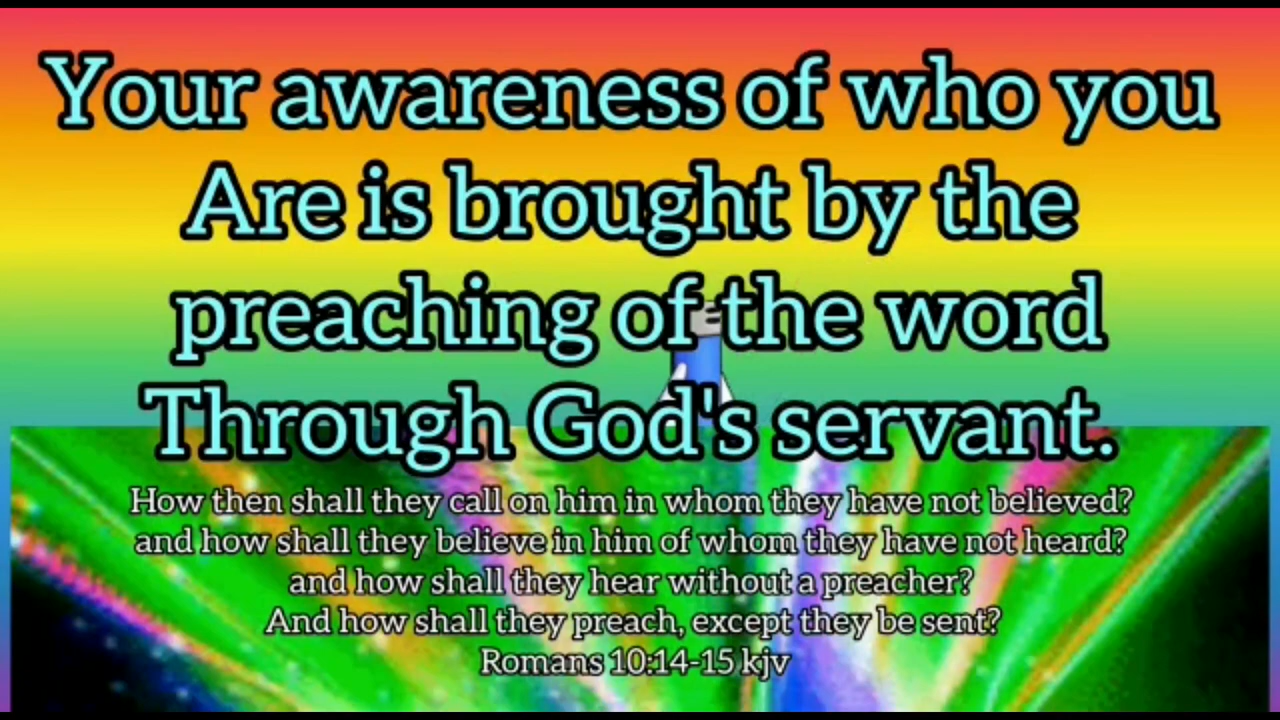 Your awareness of who you
Are is brought by the
preaching of the word
Through God's servant.
How then shall they call on him in whom they have not believed?
and how shall they believe in him of whom they have not heard?
and how shall they hear without a preacher?
And how shall they preach, except they be sent?
Romans 10:14-15 kjv